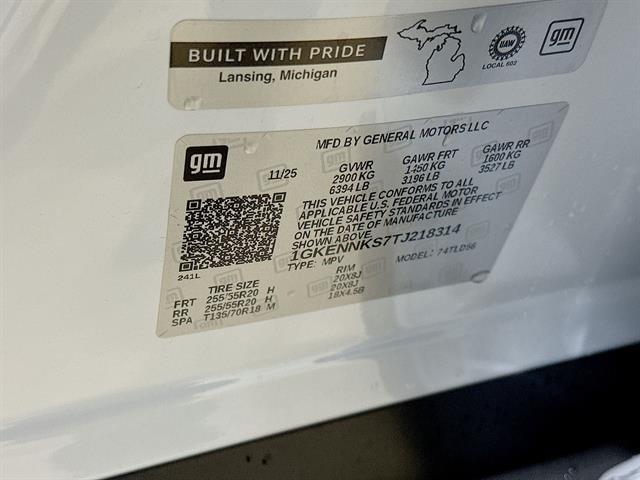 BUILT WITH PRIDE
Lansing, Michigan
UAW
LOCAL 602
gm
gm
MFD BY GENERAL MOTORS LLC
11/25 GVWR GAWR FRT GAWR RR
2900 KG 1450 KG 1600 KG
6394 LB 3196 LB 3527 LB
THIS VEHICLE CONFORMS TO ALL
APPLICABLE U.S. FEDERAL MOTOR
VEHICLE SAFETY STANDARDS IN EFFECT
ON THE DATE OF MANUFACTURE
SHOWN ABOVE.
1GKENNKS7TJ218314
TYPE: MPV MODEL: 74TLD56
241L
TIRE SIZE RIM
FRT 255/55R20 H 20X8J
RR 255/55R20 H 20X8J
SPA T135/70R18 M 18X4.5B